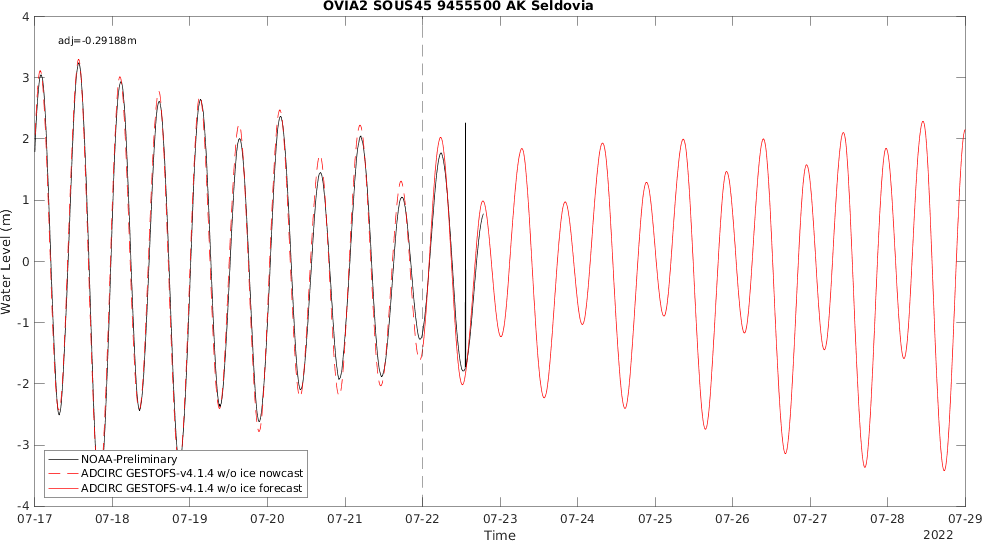 OVIA2 SOUS45 9455500 AK Seldovia
adj=-0.29188m
Water Level (m)
4
3
2
1
0
-1
-2
-3
-4
NOAA-Preliminary
ADCIRC GESTOFS-v4.1.4 w/o ice nowcast
ADCIRC GESTOFS-v4.1.4 w/o ice forecast
07-17 07-18 07-19 07-20 07-21 07-22 07-23 07-24 07-25 07-26 07-27 07-28 07-29
Time
2022